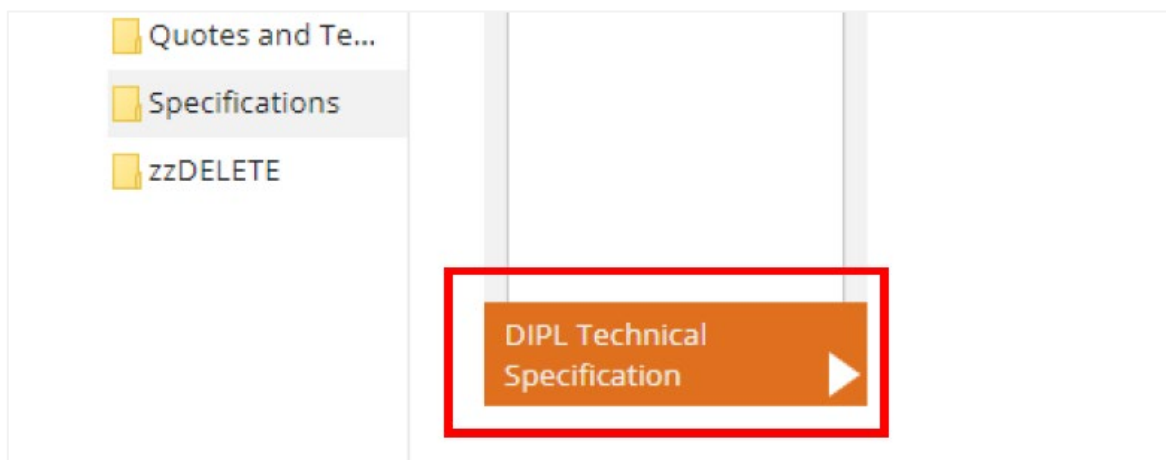 Quotes and Te...
Specifications
zzDELETE
DIPL Technical
Specification